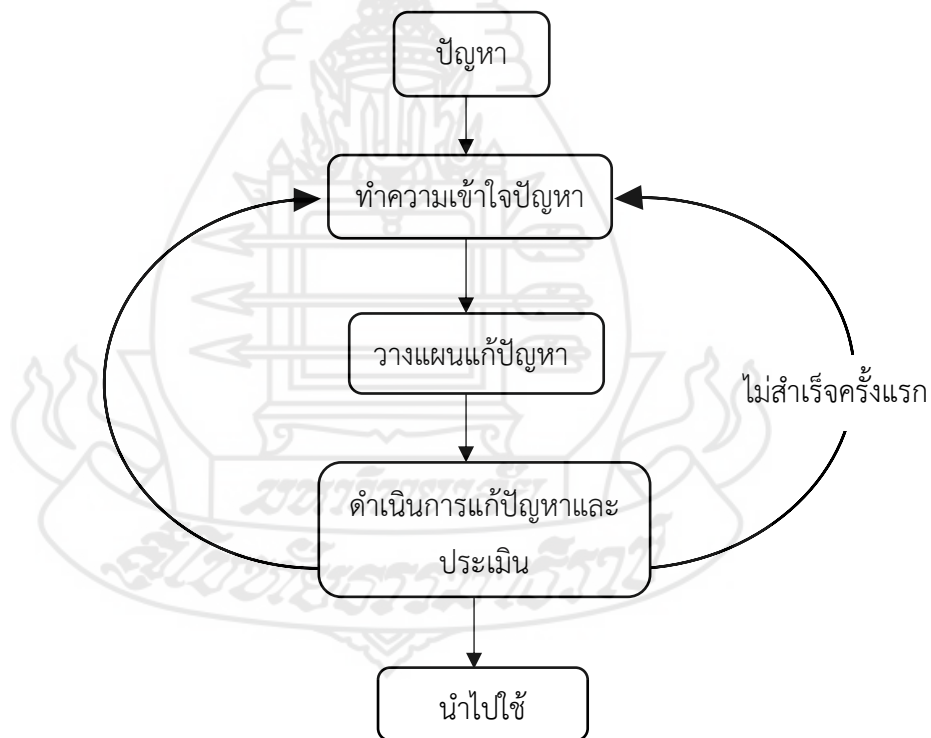 ปัญหา
ทำความเข้าใจปัญหา
วางแผนแก้ปัญหา
ไม่สำเร็จครั้งแรก
ดำเนินการแก้ปัญหาและ
ประเมิน
นำไปใช้